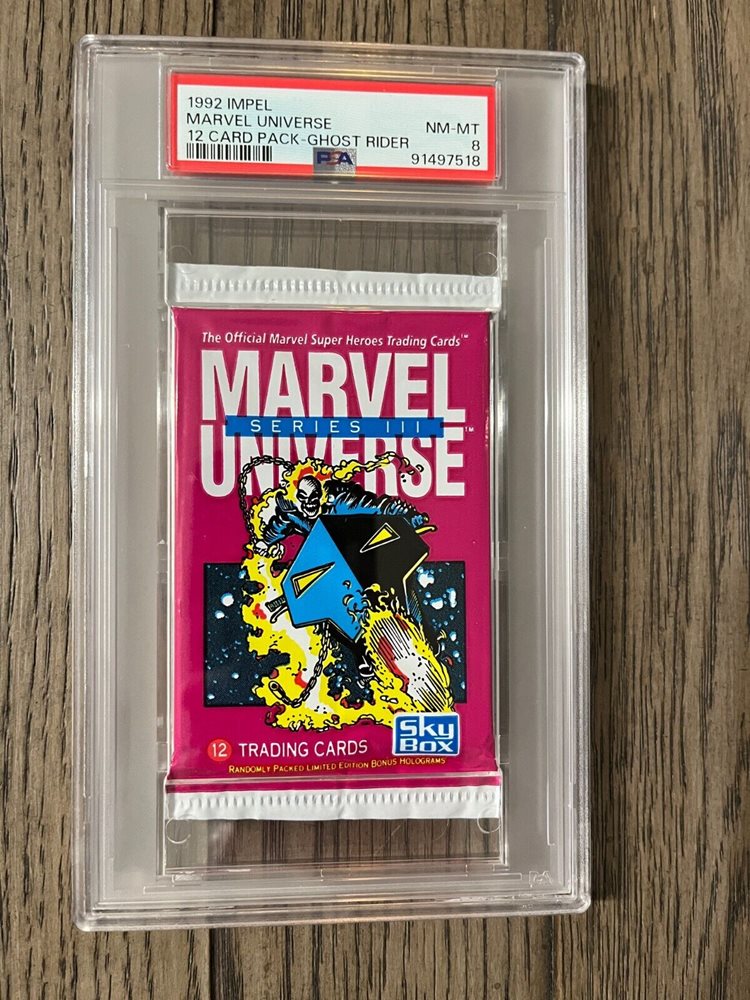 1992 IMPEL
MARVEL UNIVERSE NM-MT
12 CARD PACK-GHOST RIDER 8
PSA 91497518
The Official Marvel Super Heroes Trading Cards™
MARVEL
SERIES III
UNIVERSE™
12 TRADING CARDS
SKY BOX
RANDOMLY PACKED LIMITED EDITION BONUS HOLOGRAMS